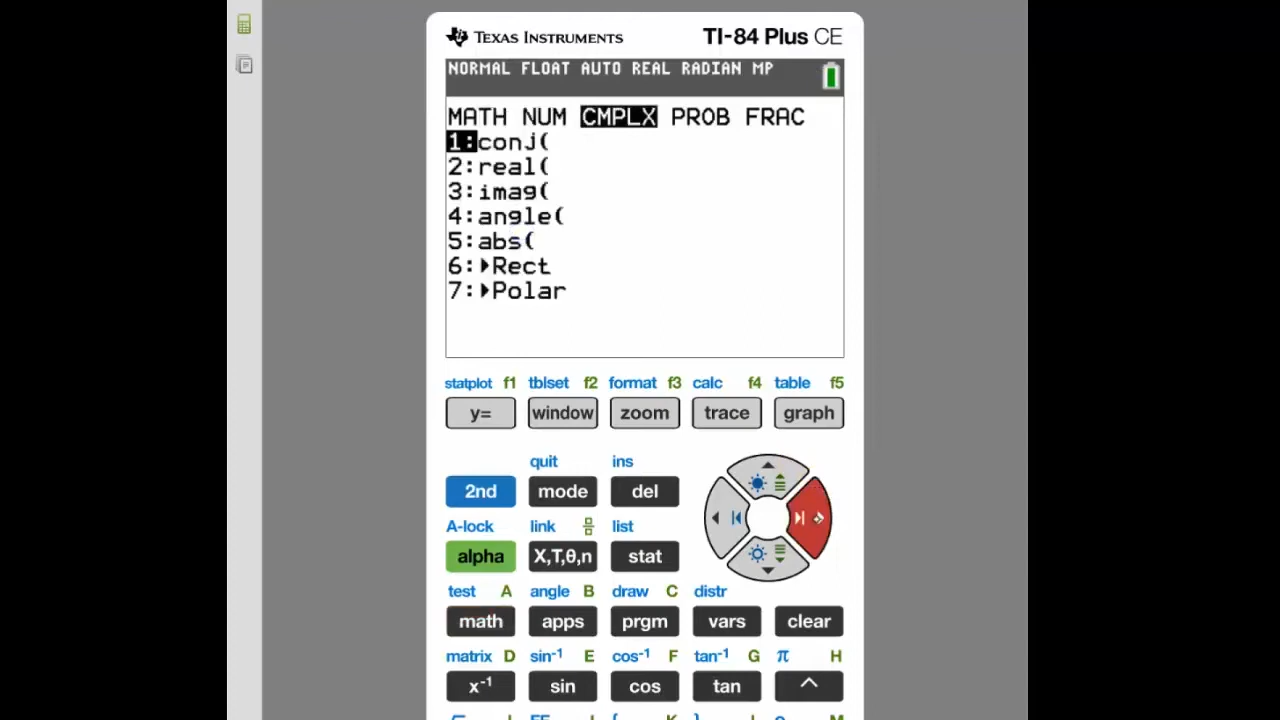 TEXAS INSTRUMENTS TI-84 Plus CE
NORMAL FLOAT AUTO REAL RADIAN MP
MATH NUM CMPLX PROB FRAC
1:conj(
2:real(
3:imag(
4:angle(
5:abs(
6:▸Rect
7:▸Polar
statplot f1 tblset f2 format f3 calc f4 table f5
y= window zoom trace graph
quit ins
2nd mode del
A-lock link list
alpha X,T,θ,n stat
test A angle B draw C distr
math apps prgm vars clear
matrix D sin⁻¹ E cos⁻¹ F tan⁻¹ G π H
x⁻¹ sin cos tan ^